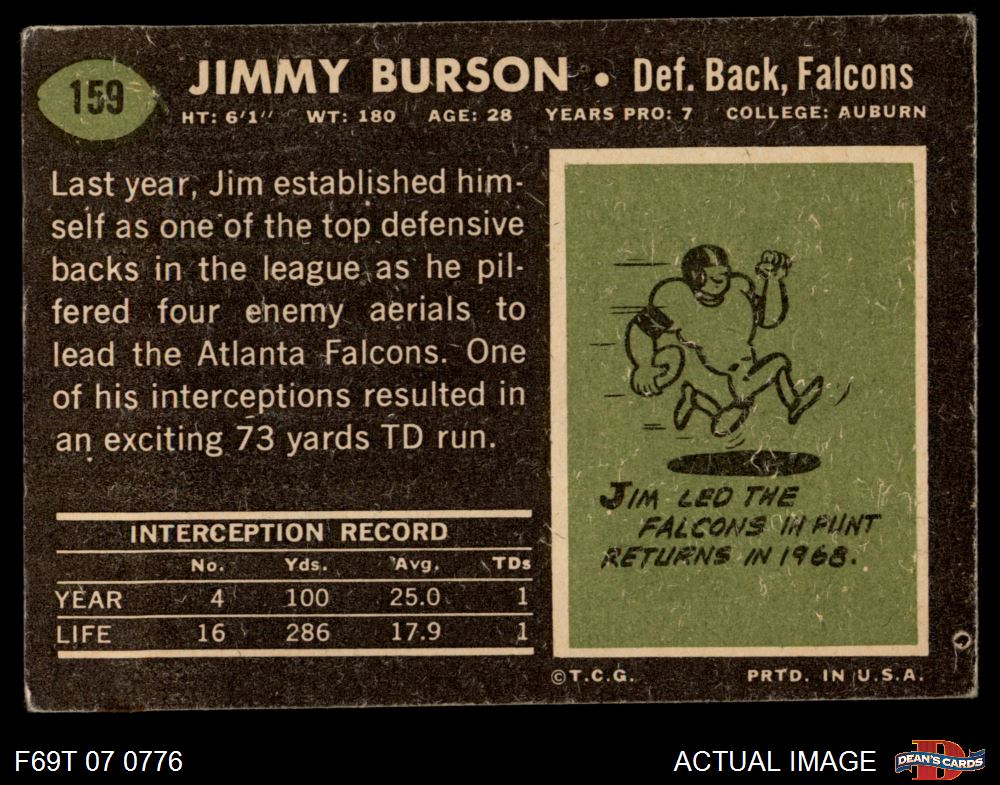 159
JIMMY BURSON • Def. Back, Falcons
HT: 6'1" WT: 180 AGE: 28 YEARS PRO: 7 COLLEGE: AUBURN
Last year, Jim established him-
self as one of the top defensive
backs in the league as he pil-
fered four enemy aerials to
lead the Atlanta Falcons. One
of his interceptions resulted in
an exciting 73 yards TD run.
INTERCEPTION RECORD
No. Yds. Avg. TDs
YEAR 4 100 25.0 1
LIFE 16 286 17.9 1
JIM LED THE
FALCONS IN PUNT
RETURNS IN 1968.
©T.C.G. PRTD. IN U.S.A.
F69T 07 0776
ACTUAL IMAGE
DEAN'S CARDS